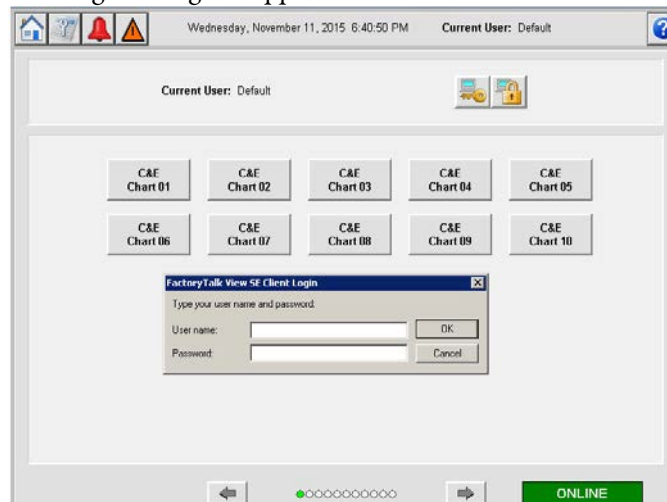 Wednesday, November 11, 2015 6:40:50 PM Current User: Default
Current User: Default
C&E Chart 01
C&E Chart 02
C&E Chart 03
C&E Chart 04
C&E Chart 05
C&E Chart 06
C&E Chart 07
C&E Chart 08
C&E Chart 09
C&E Chart 10
FactoryTalk View SE Client Login
Type your user name and password.
User name:
OK
Password:
Cancel
ONLINE